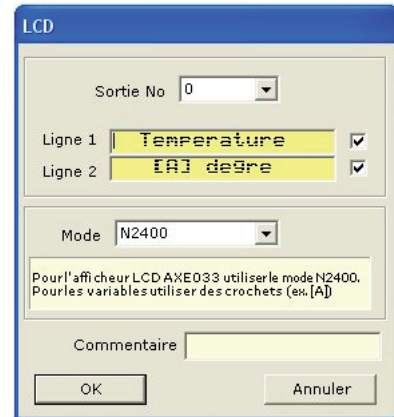 LCD
Sortie No 0
Ligne 1 Temperature
Ligne 2 [A] degre
Mode N2400
Pour l'afficheur LCD AXE033 utiliser le mode N2400.
Pour les variables utiliser des crochets (ex. [A])
Commentaire
OK Annuler